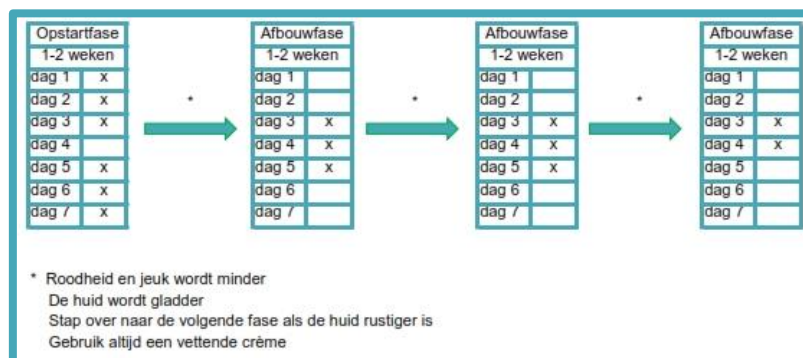 Opstartfase
1-2 weken
dag 1 x
dag 2 x
dag 3 x
dag 4
dag 5 x
dag 6 x
dag 7 x
*
Afbouwfase
1-2 weken
dag 1
dag 2
dag 3 x
dag 4 x
dag 5 x
dag 6
dag 7
*
Afbouwfase
1-2 weken
dag 1
dag 2
dag 3 x
dag 4 x
dag 5 x
dag 6
dag 7
*
Afbouwfase
1-2 weken
dag 1
dag 2
dag 3 x
dag 4 x
dag 5
dag 6
dag 7
* Roodheid en jeuk wordt minder
De huid wordt gladder
Stap over naar de volgende fase als de huid rustiger is
Gebruik altijd een vettende crème